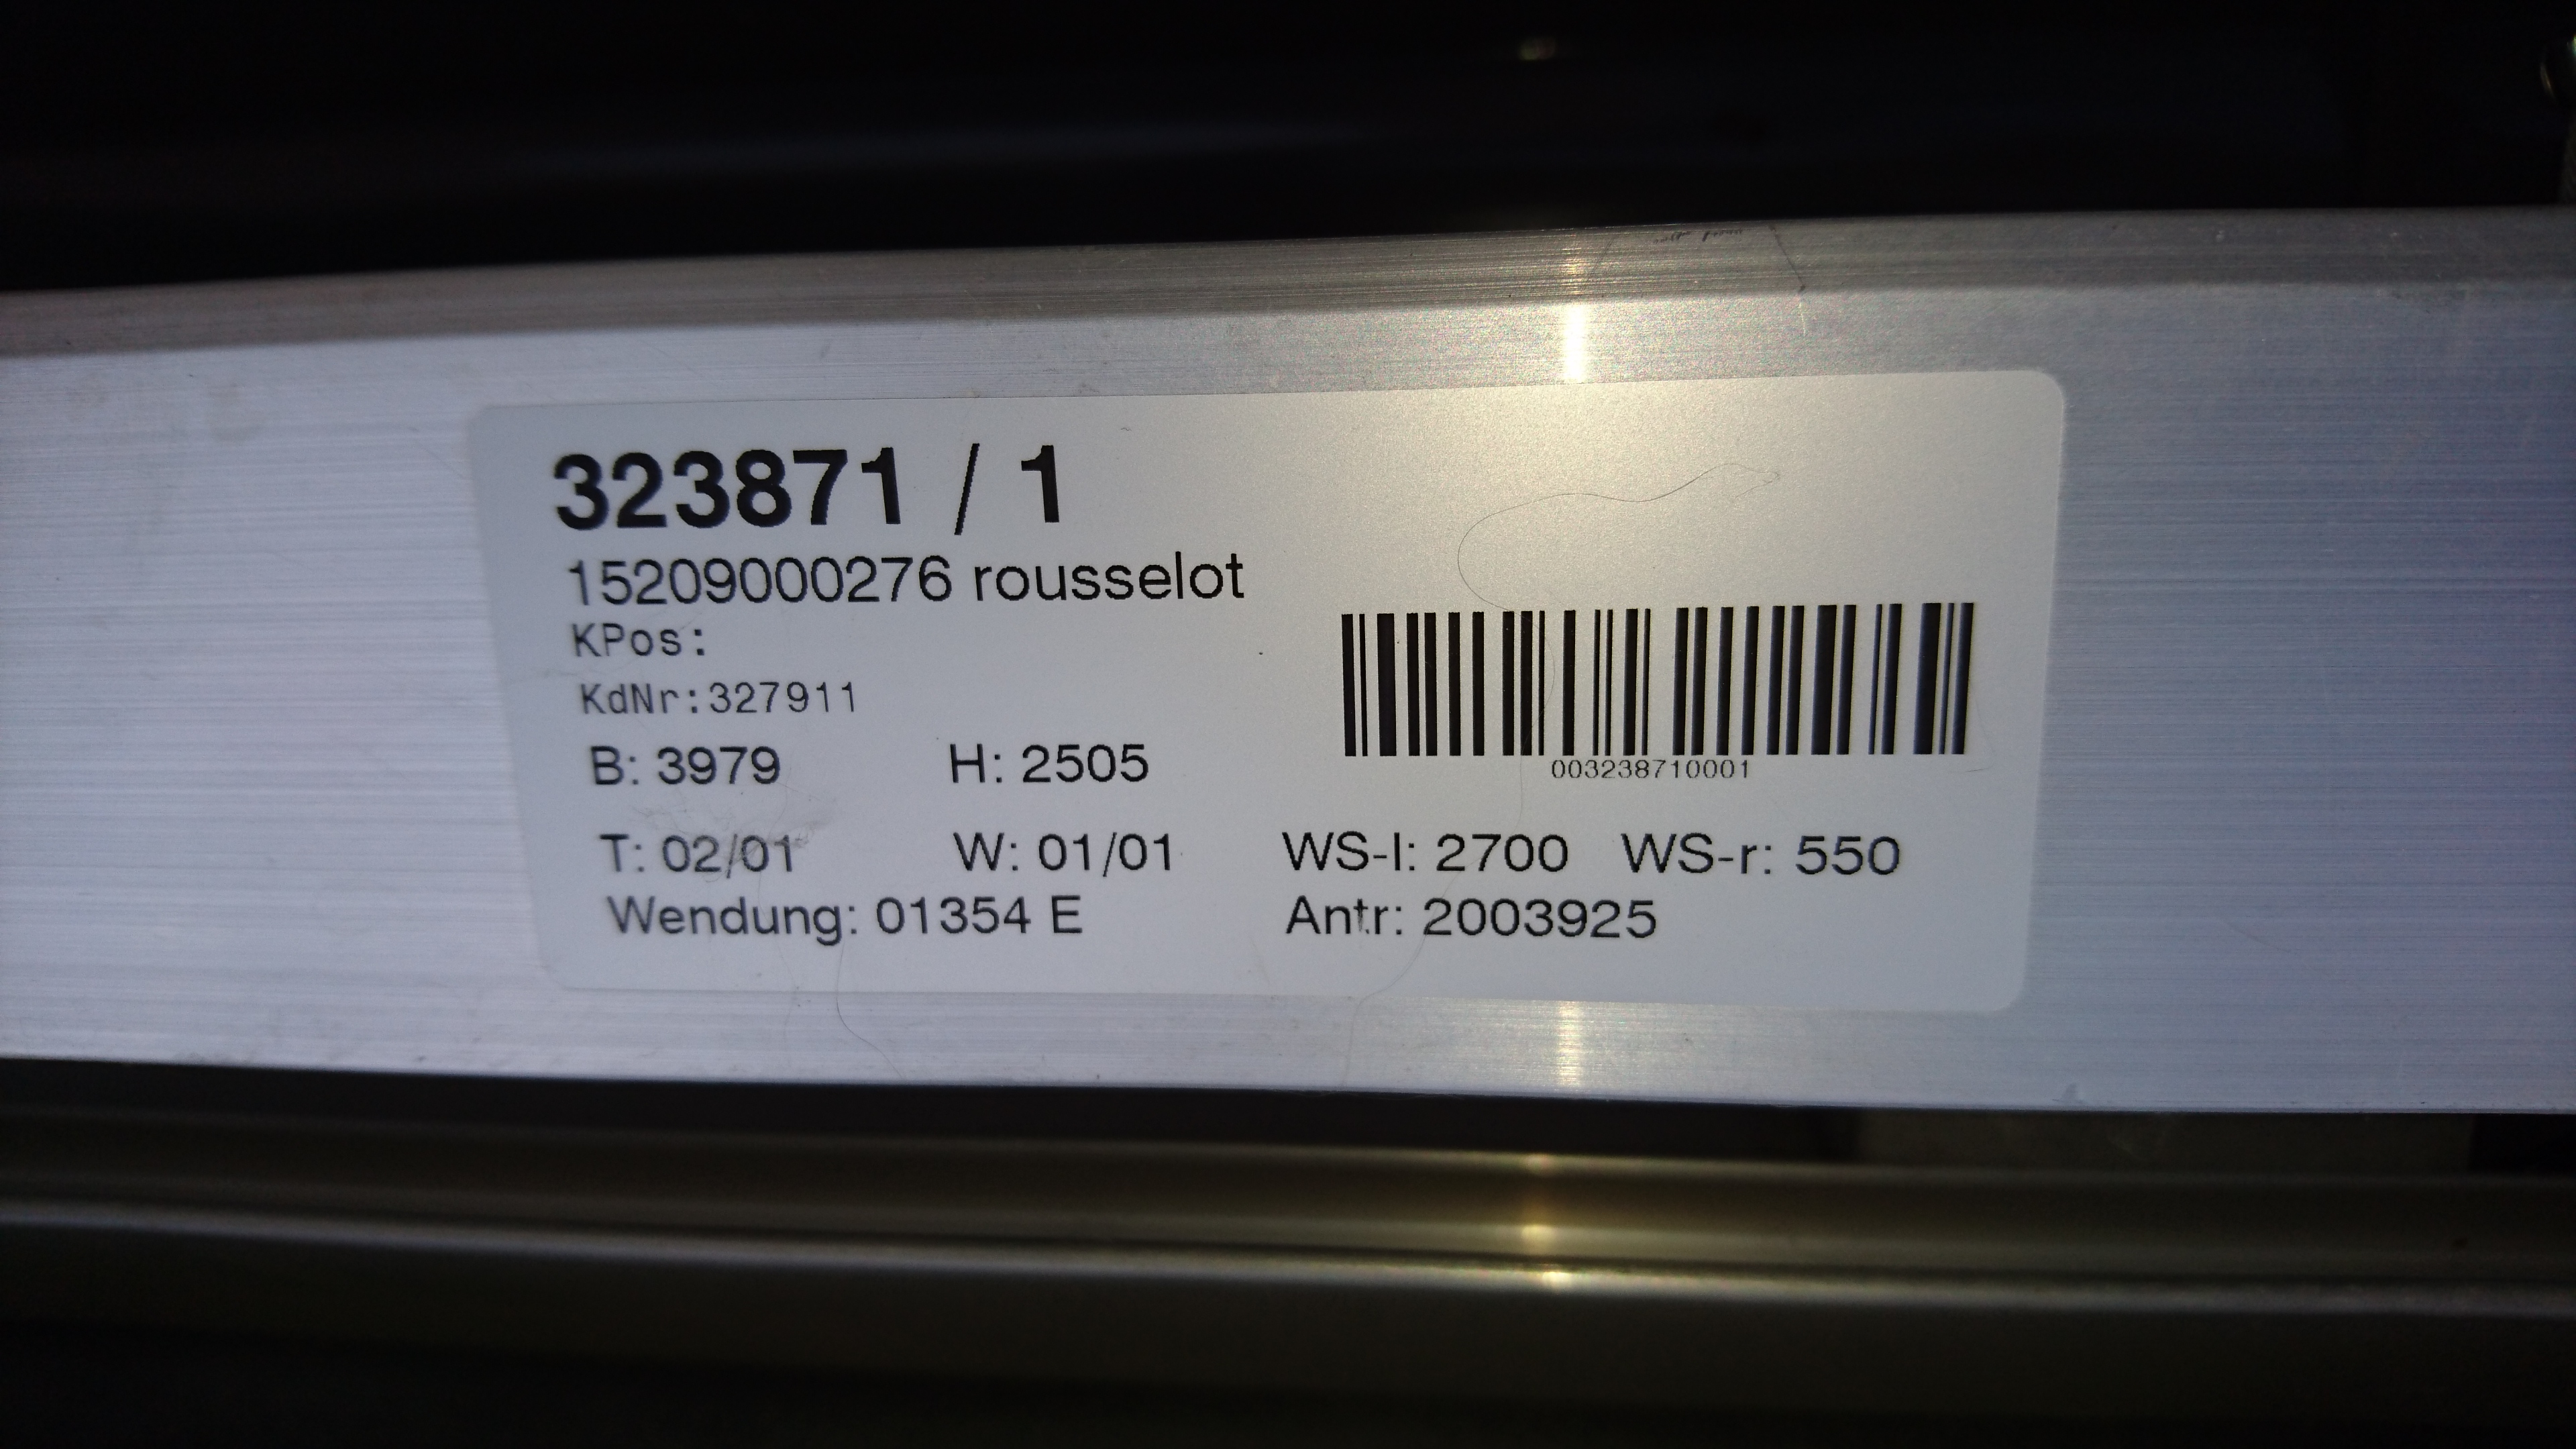 323871 / 1
15209000276 rousselot
KPos:
KdNr:327911
B: 3979 H: 2505
003238710001
T: 02/01 W: 01/01 WS-l: 2700 WS-r: 550
Wendung: 01354 E Antr: 2003925